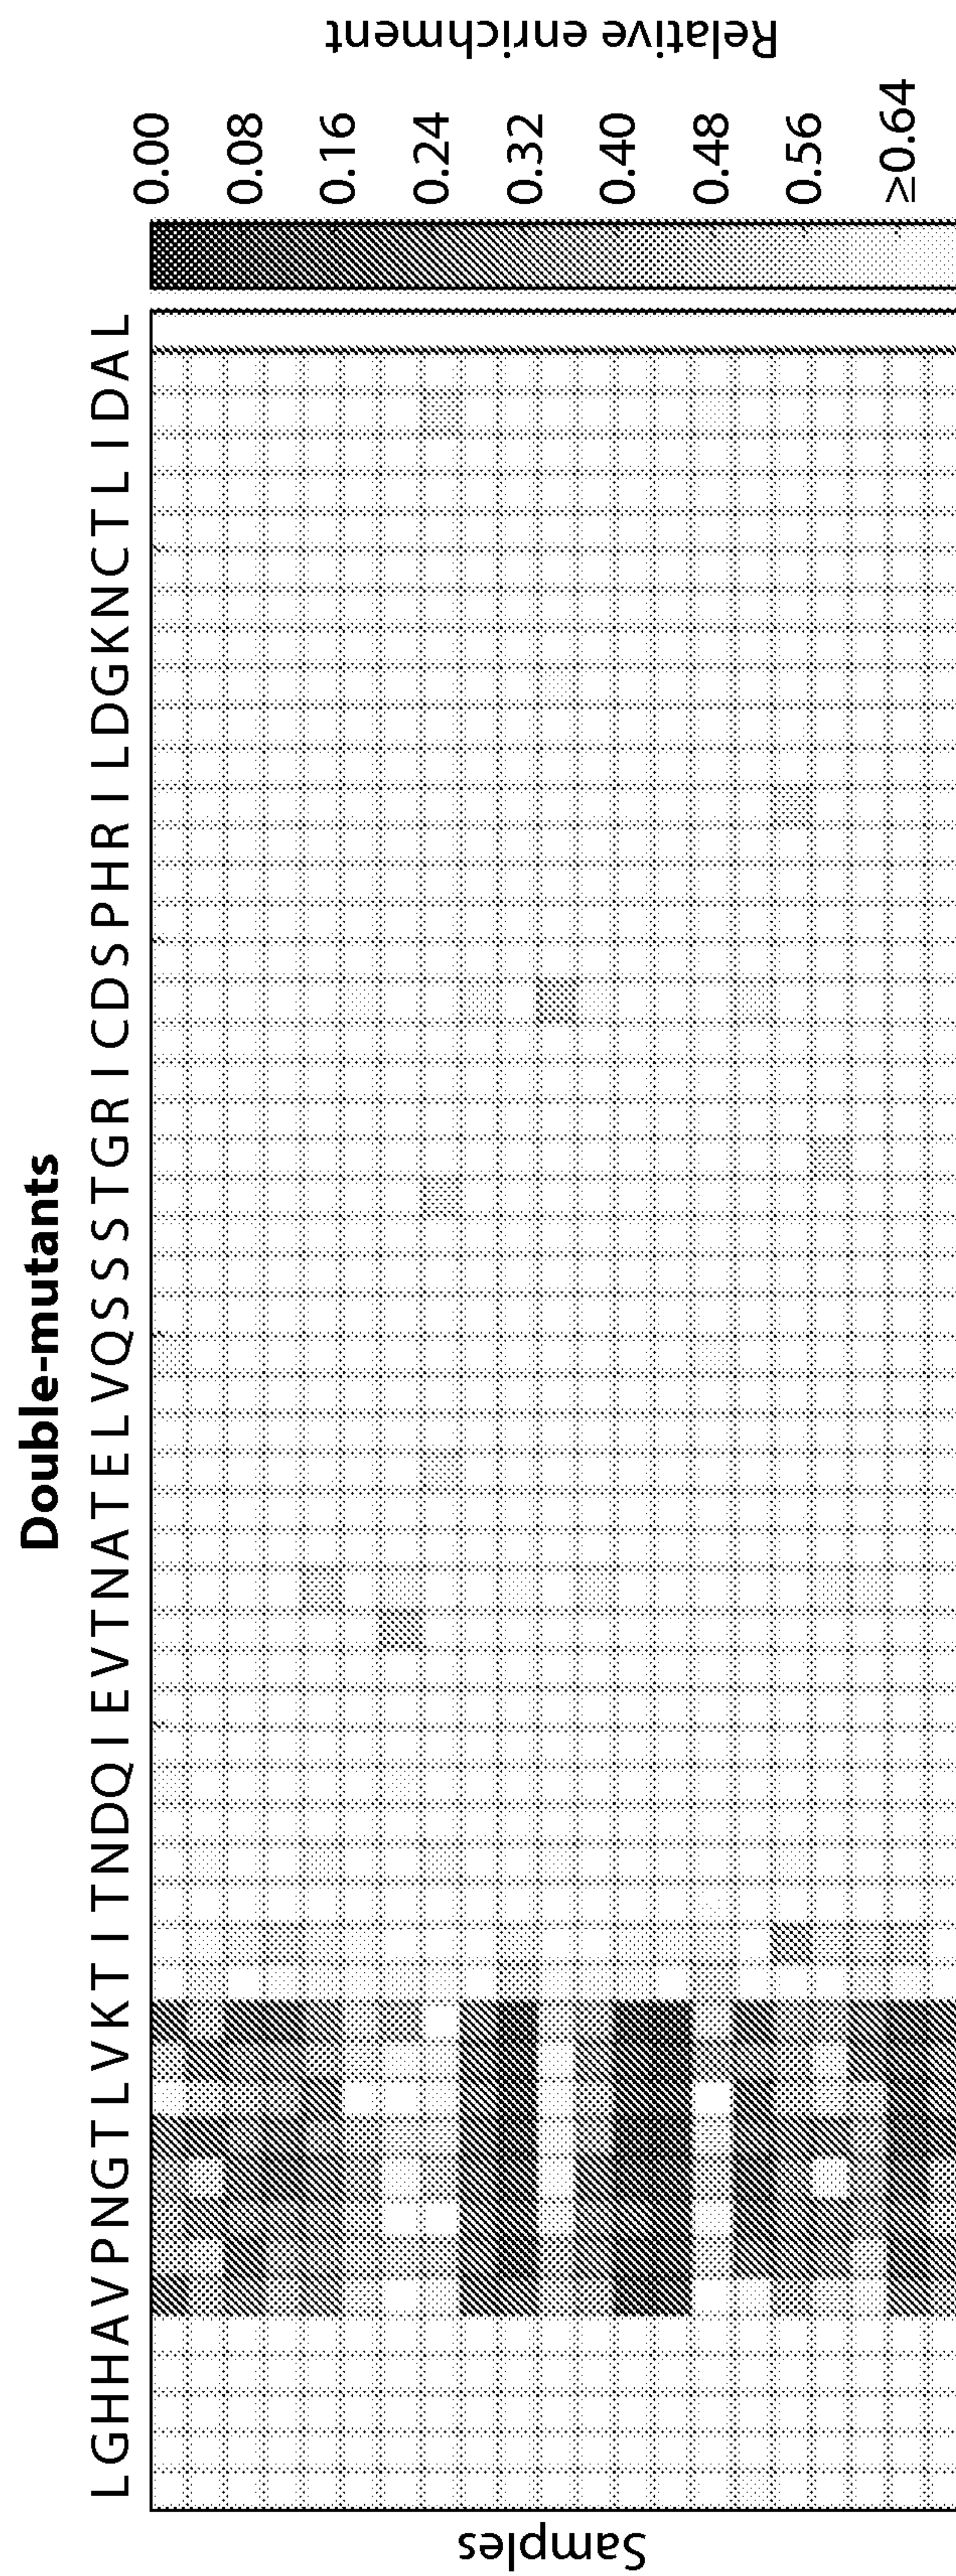 Double-mutants
LGHHAVPNGTLVKTITNDQIEVTNATELVQSSSTGRICDSPHRILDGKNCTLIDAL
Samples
0.00
0.08
0.16
0.24
0.32
0.40
0.48
0.56
≥0.64
Relative enrichment